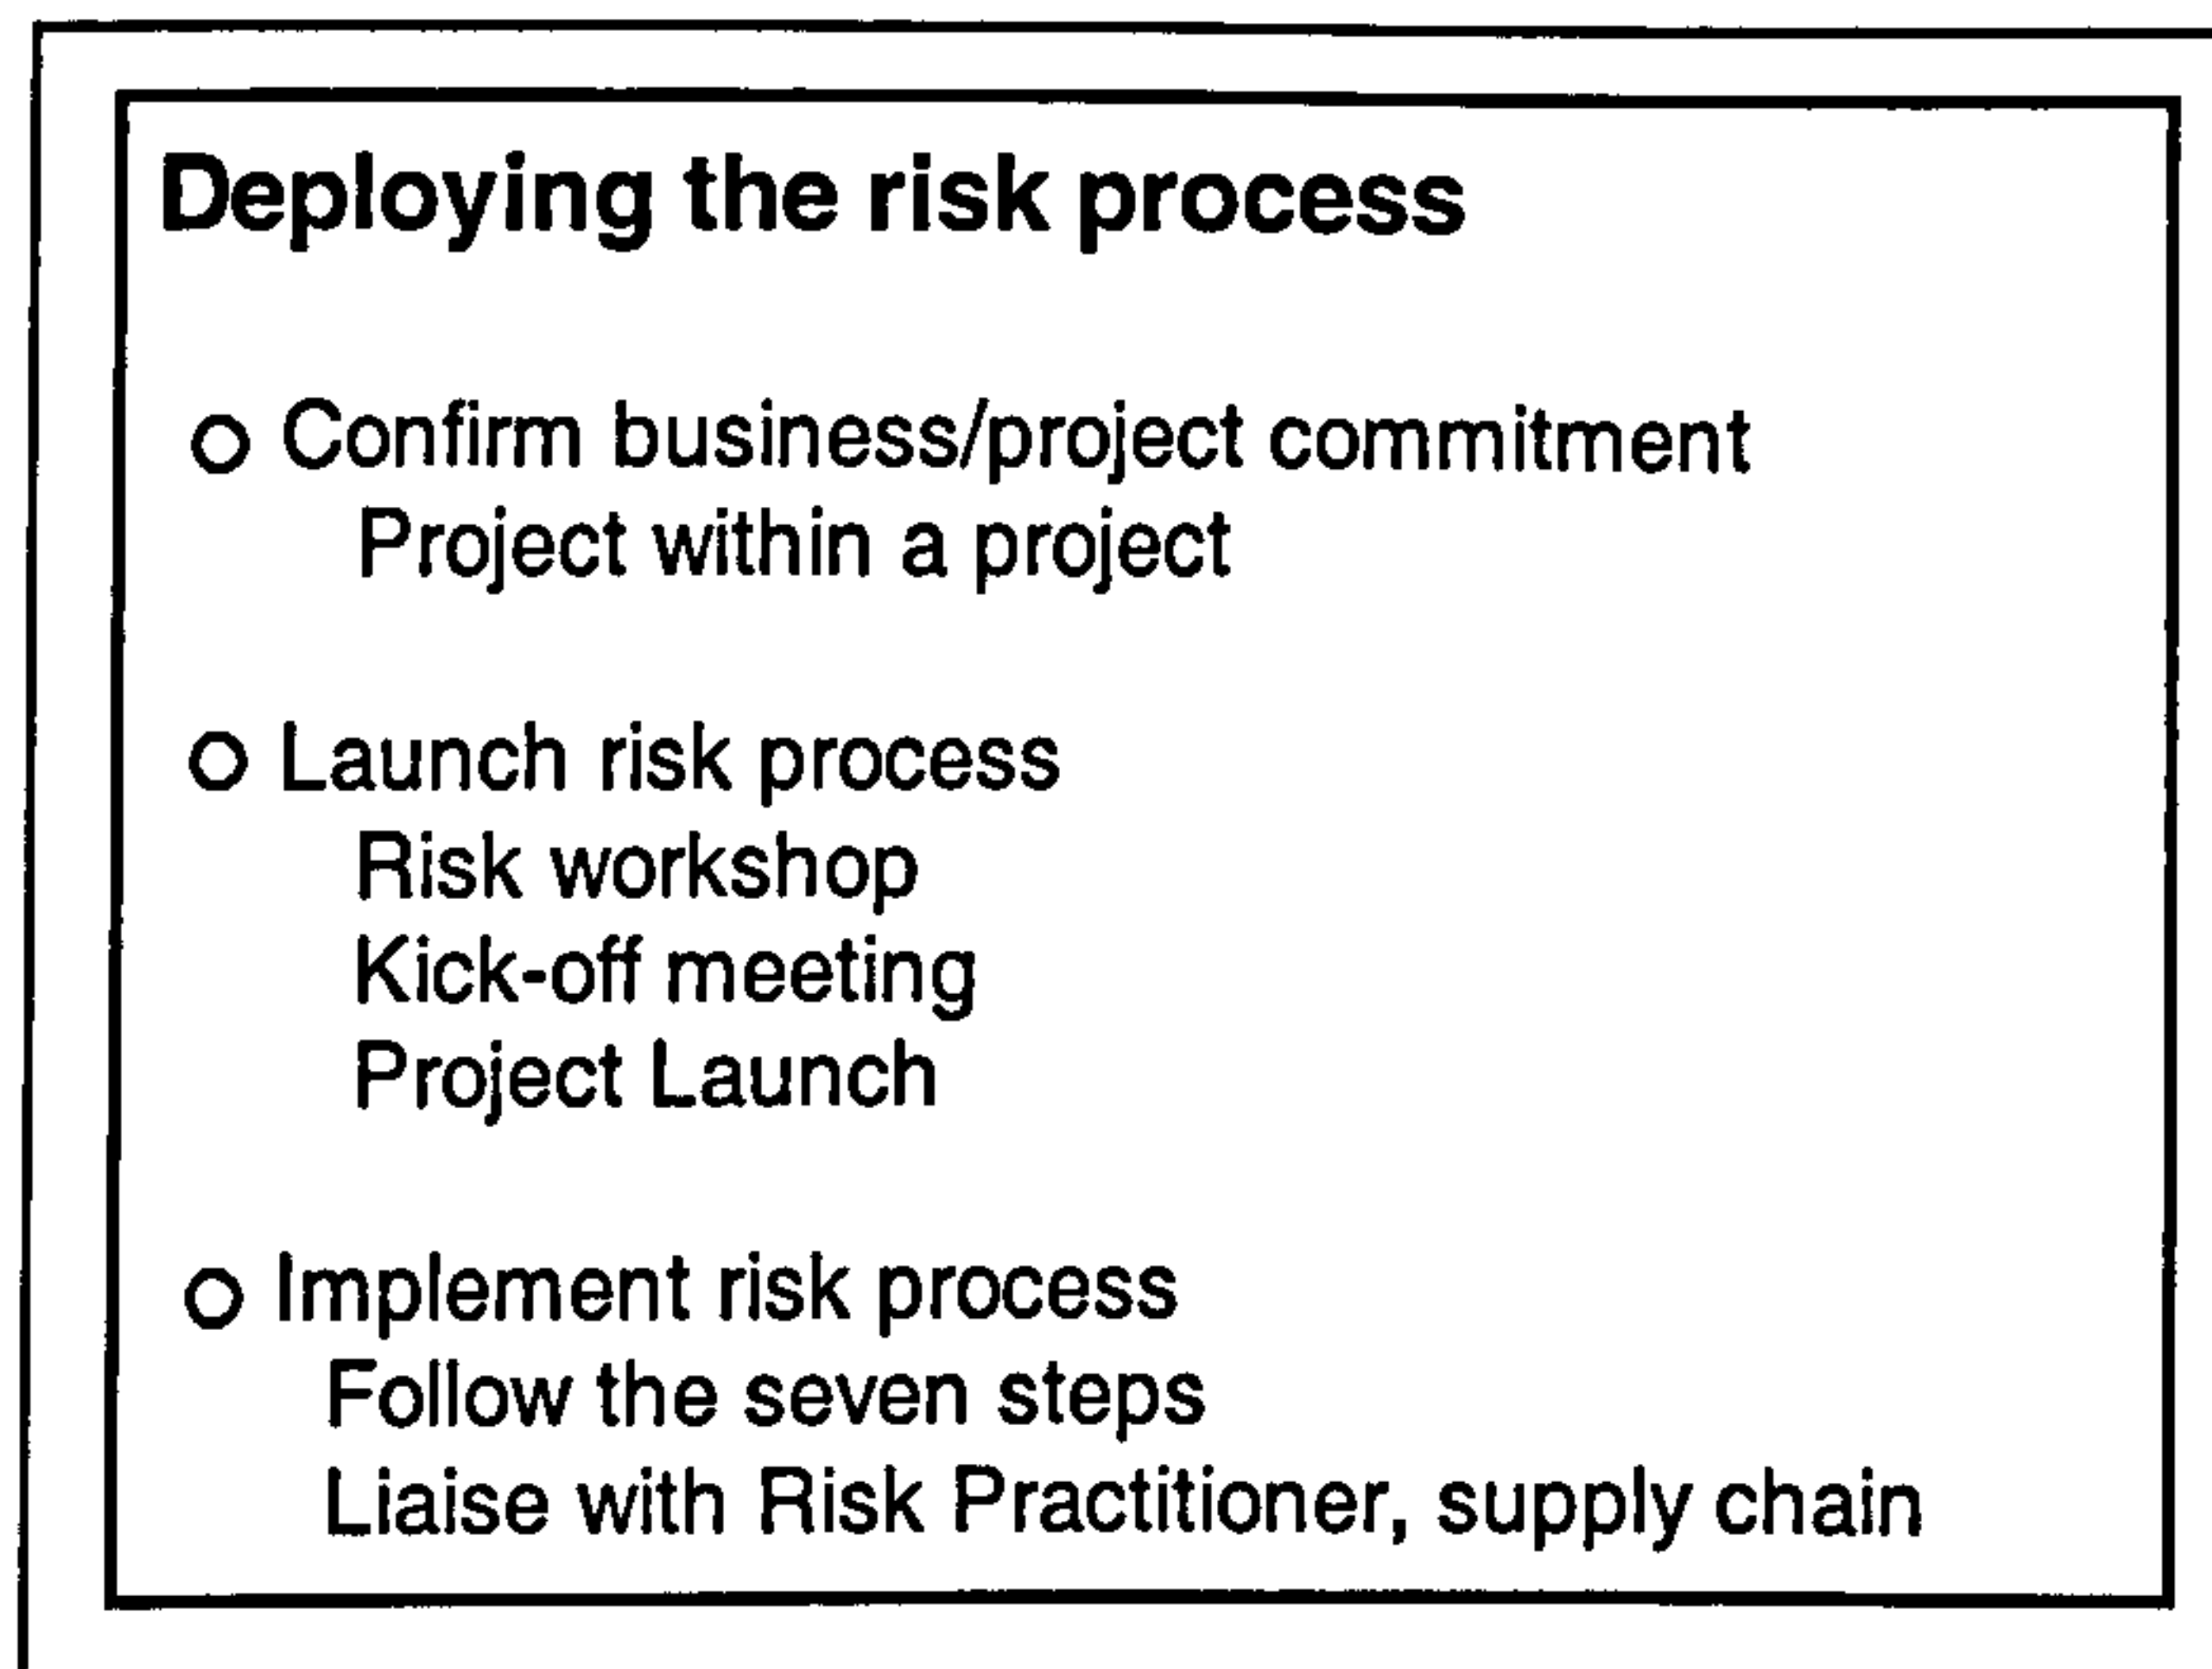 Deploying the risk process
Confirm business/project commitment
Project within a project
Launch risk process
Risk workshop
Kick-off meeting
Project Launch
Implement risk process
Follow the seven steps
Liaise with Risk Practitioner, supply chain